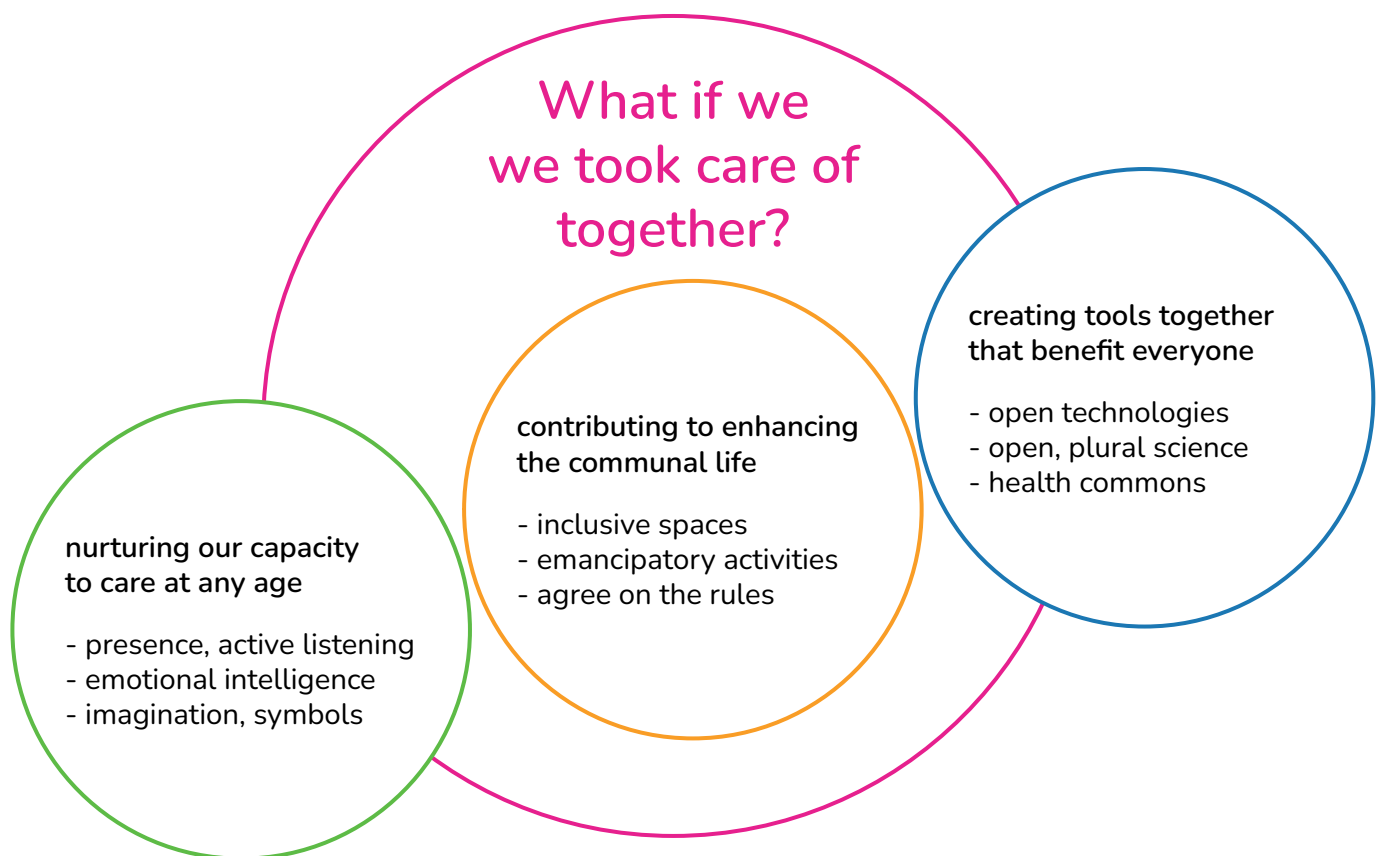 What if we
we took care of
together?
nurturing our capacity
to care at any age
- presence, active listening
- emotional intelligence
- imagination, symbols
contributing to enhancing
the communal life
- inclusive spaces
- emancipatory activities
- agree on the rules
creating tools together
that benefit everyone
- open technologies
- open, plural science
- health commons